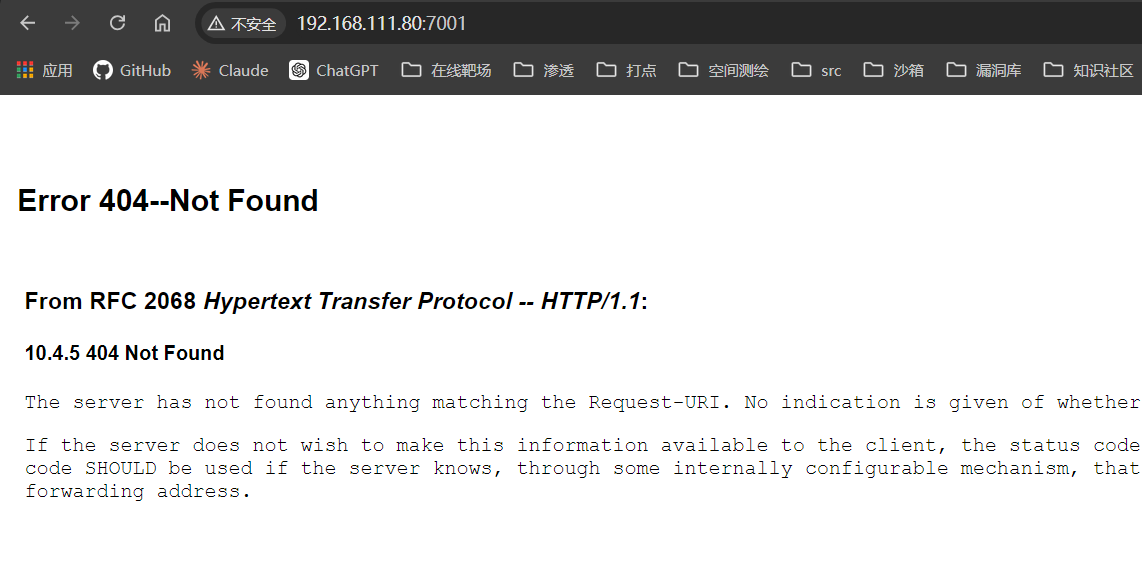 不安全 192.168.111.80:7001
应用 GitHub Claude ChatGPT 在线靶场 渗透 打点 空间测绘 src 沙箱 漏洞库 知识社区
Error 404--Not Found
From RFC 2068 Hypertext Transfer Protocol -- HTTP/1.1:
10.4.5 404 Not Found
The server has not found anything matching the Request-URI. No indication is given of whether
If the server does not wish to make this information available to the client, the status code
code SHOULD be used if the server knows, through some internally configurable mechanism, that
forwarding address.